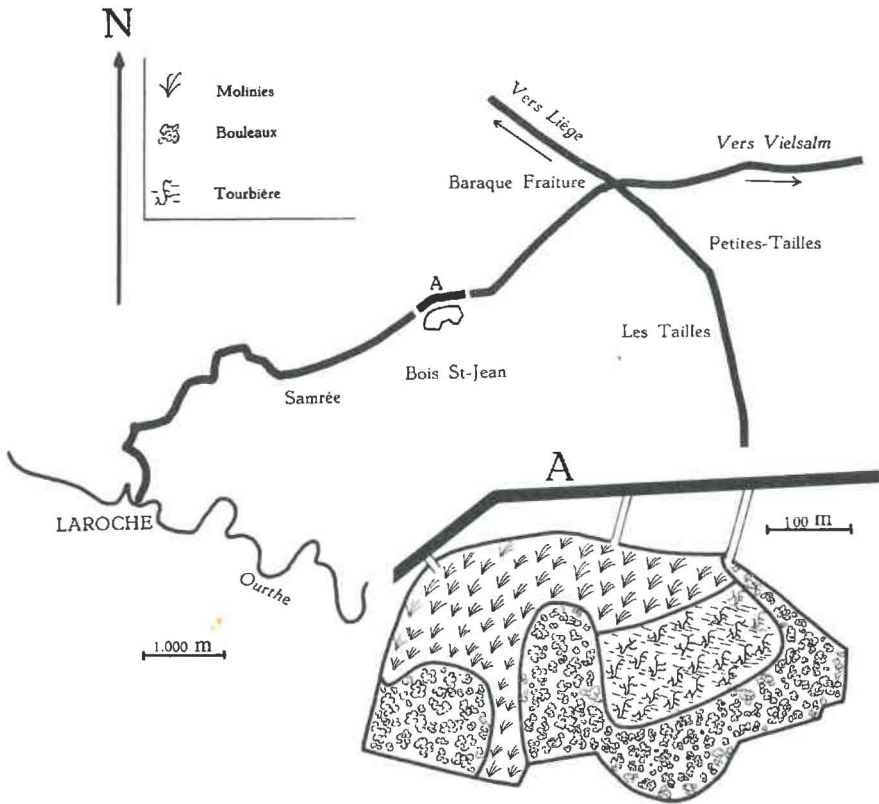 N
Molinies
Bouleaux
Tourbière
Vers Liège
Vers Vielsalm
Baraque Fraiture
Petites-Tailles
A
Les Tailles
Bois St-Jean
Samrée
LAROCHE
Ourthe
1.000 m
A
100 m